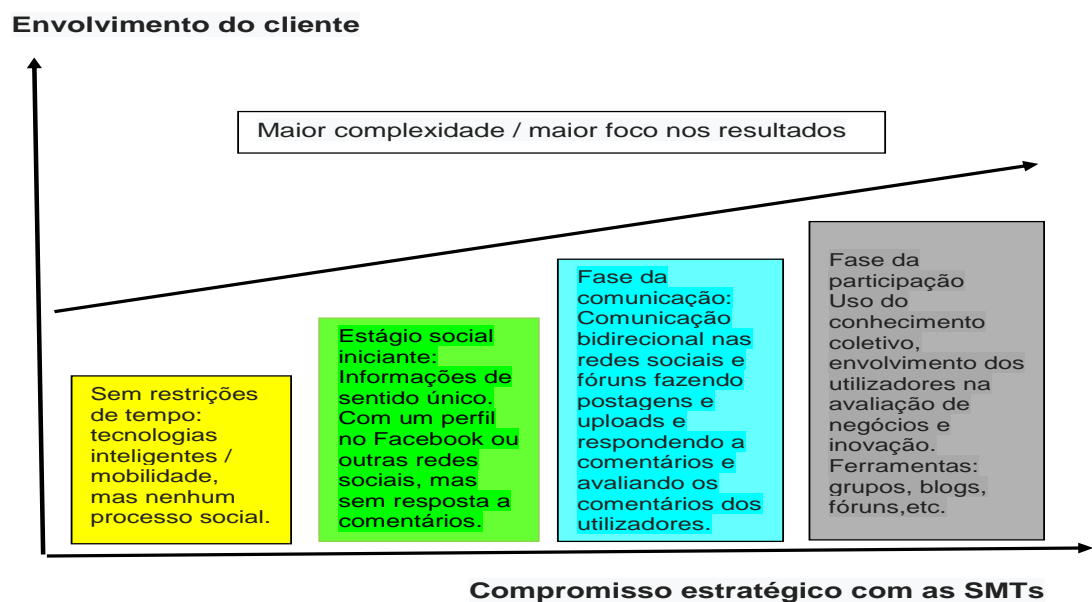 Envolvimento do cliente
Maior complexidade / maior foco nos resultados
Sem restrições
de tempo:
tecnologias
inteligentes /
mobilidade,
mas nenhum
processo social.
Estágio social
iniciante:
Informações de
sentido único.
Com um perfil
no Facebook ou
outras redes
sociais, mas
sem resposta a
comentários.
Fase da
comunicação:
Comunicação
bidirecional nas
redes sociais e
fóruns fazendo
postagens e
uploads e
respondendo a
comentários e
avaliando os
comentários dos
utilizadores.
Fase da
participação
Uso do
conhecimento
coletivo,
envolvimento dos
utilizadores na
avaliação de
negócios e
inovação.
Ferramentas:
grupos, blogs,
fóruns,etc.
Compromisso estratégico com as SMTs